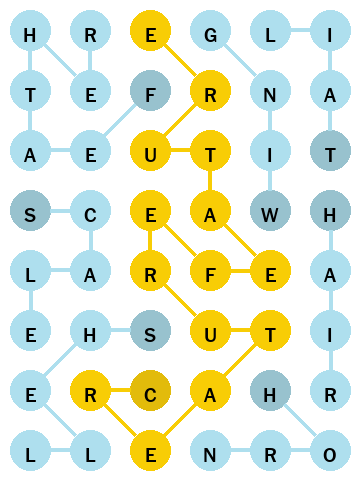 H R E G L I
T E F R N A
A E U T I T
S C E A W H
L A R F E A
E H S U T I
E R C A H R
L L E N R O